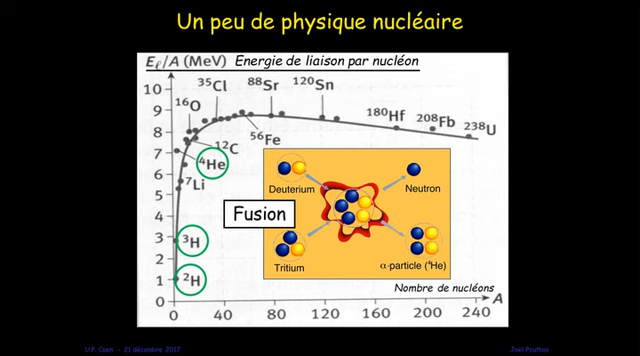 Un peu de physique nucléaire
Eℓ/A (MeV) Energie de liaison par nucléon
35Cl 88Sr 120Sn
10
16O
9
180Hf 208Fb 238U
8
56Fe
12C
7
4He
6
7Li
5
4
3
3H
2
2H
1
0
Deuterium
Neutron
Fusion
Tritium
α-particle (4He)
Nombre de nucléons
0 40 80 120 160 200 240 A
U.P. Caen - 21 décembre 2017
Joël Pouthas